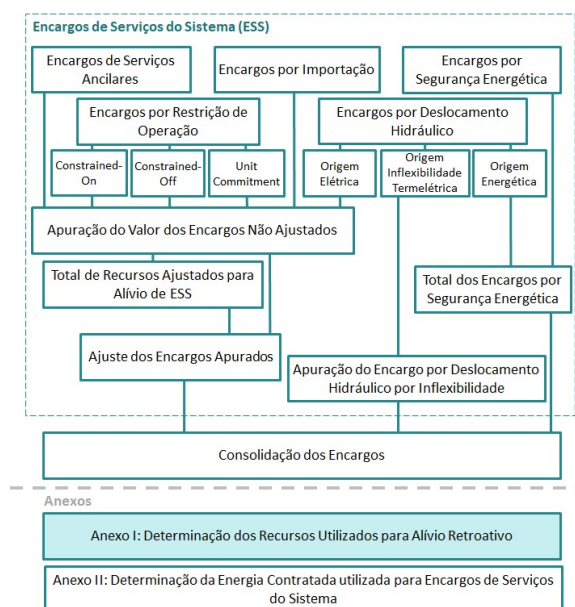 Encargos de Serviços do Sistema (ESS)
Encargos de Serviços
Ancilares
Encargos por Importação
Encargos por
Segurança Energética
Encargos por Restrição de
Operação
Encargos por Deslocamento
Hidráulico
Constrained-
On
Constrained-
Off
Unit
Commitment
Origem
Elétrica
Origem
Inflexibilidade
Termelétrica
Origem
Energética
Apuração do Valor dos Encargos Não Ajustados
Total de Recursos Ajustados para
Alívio de ESS
Total dos Encargos por
Segurança Energética
Ajuste dos Encargos Apurados
Apuração do Encargo por Deslocamento
Hidráulico por Inflexibilidade
Consolidação dos Encargos
Anexos
Anexo I: Determinação dos Recursos Utilizados para Alívio Retroativo
Anexo II: Determinação da Energia Contratada utilizada para Encargos de Serviços
do Sistema